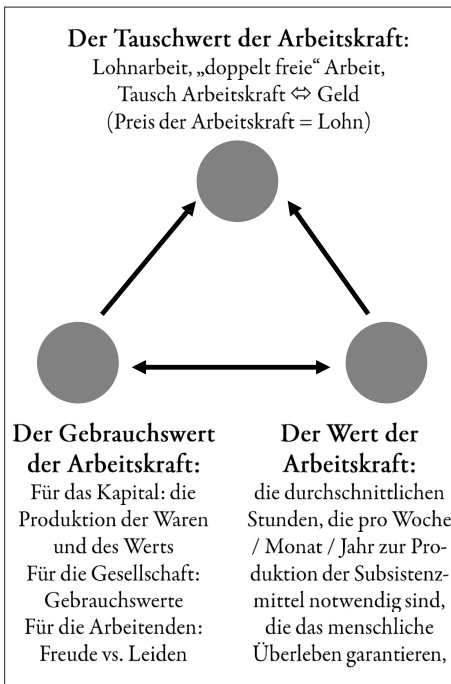 Der Tauschwert der Arbeitskraft:
Lohnarbeit, „doppelt freie“ Arbeit,
Tausch Arbeitskraft ⇔ Geld
(Preis der Arbeitskraft = Lohn)
Der Gebrauchswert
der Arbeitskraft:
Für das Kapital: die
Produktion der Waren
und des Werts
Für die Gesellschaft:
Gebrauchswerte
Für die Arbeitenden:
Freude vs. Leiden
Der Wert der
Arbeitskraft:
die durchschnittlichen
Stunden, die pro Woche
/ Monat / Jahr zur Pro-
duktion der Subsistenz-
mittel notwendig sind,
die das menschliche
Überleben garantieren,